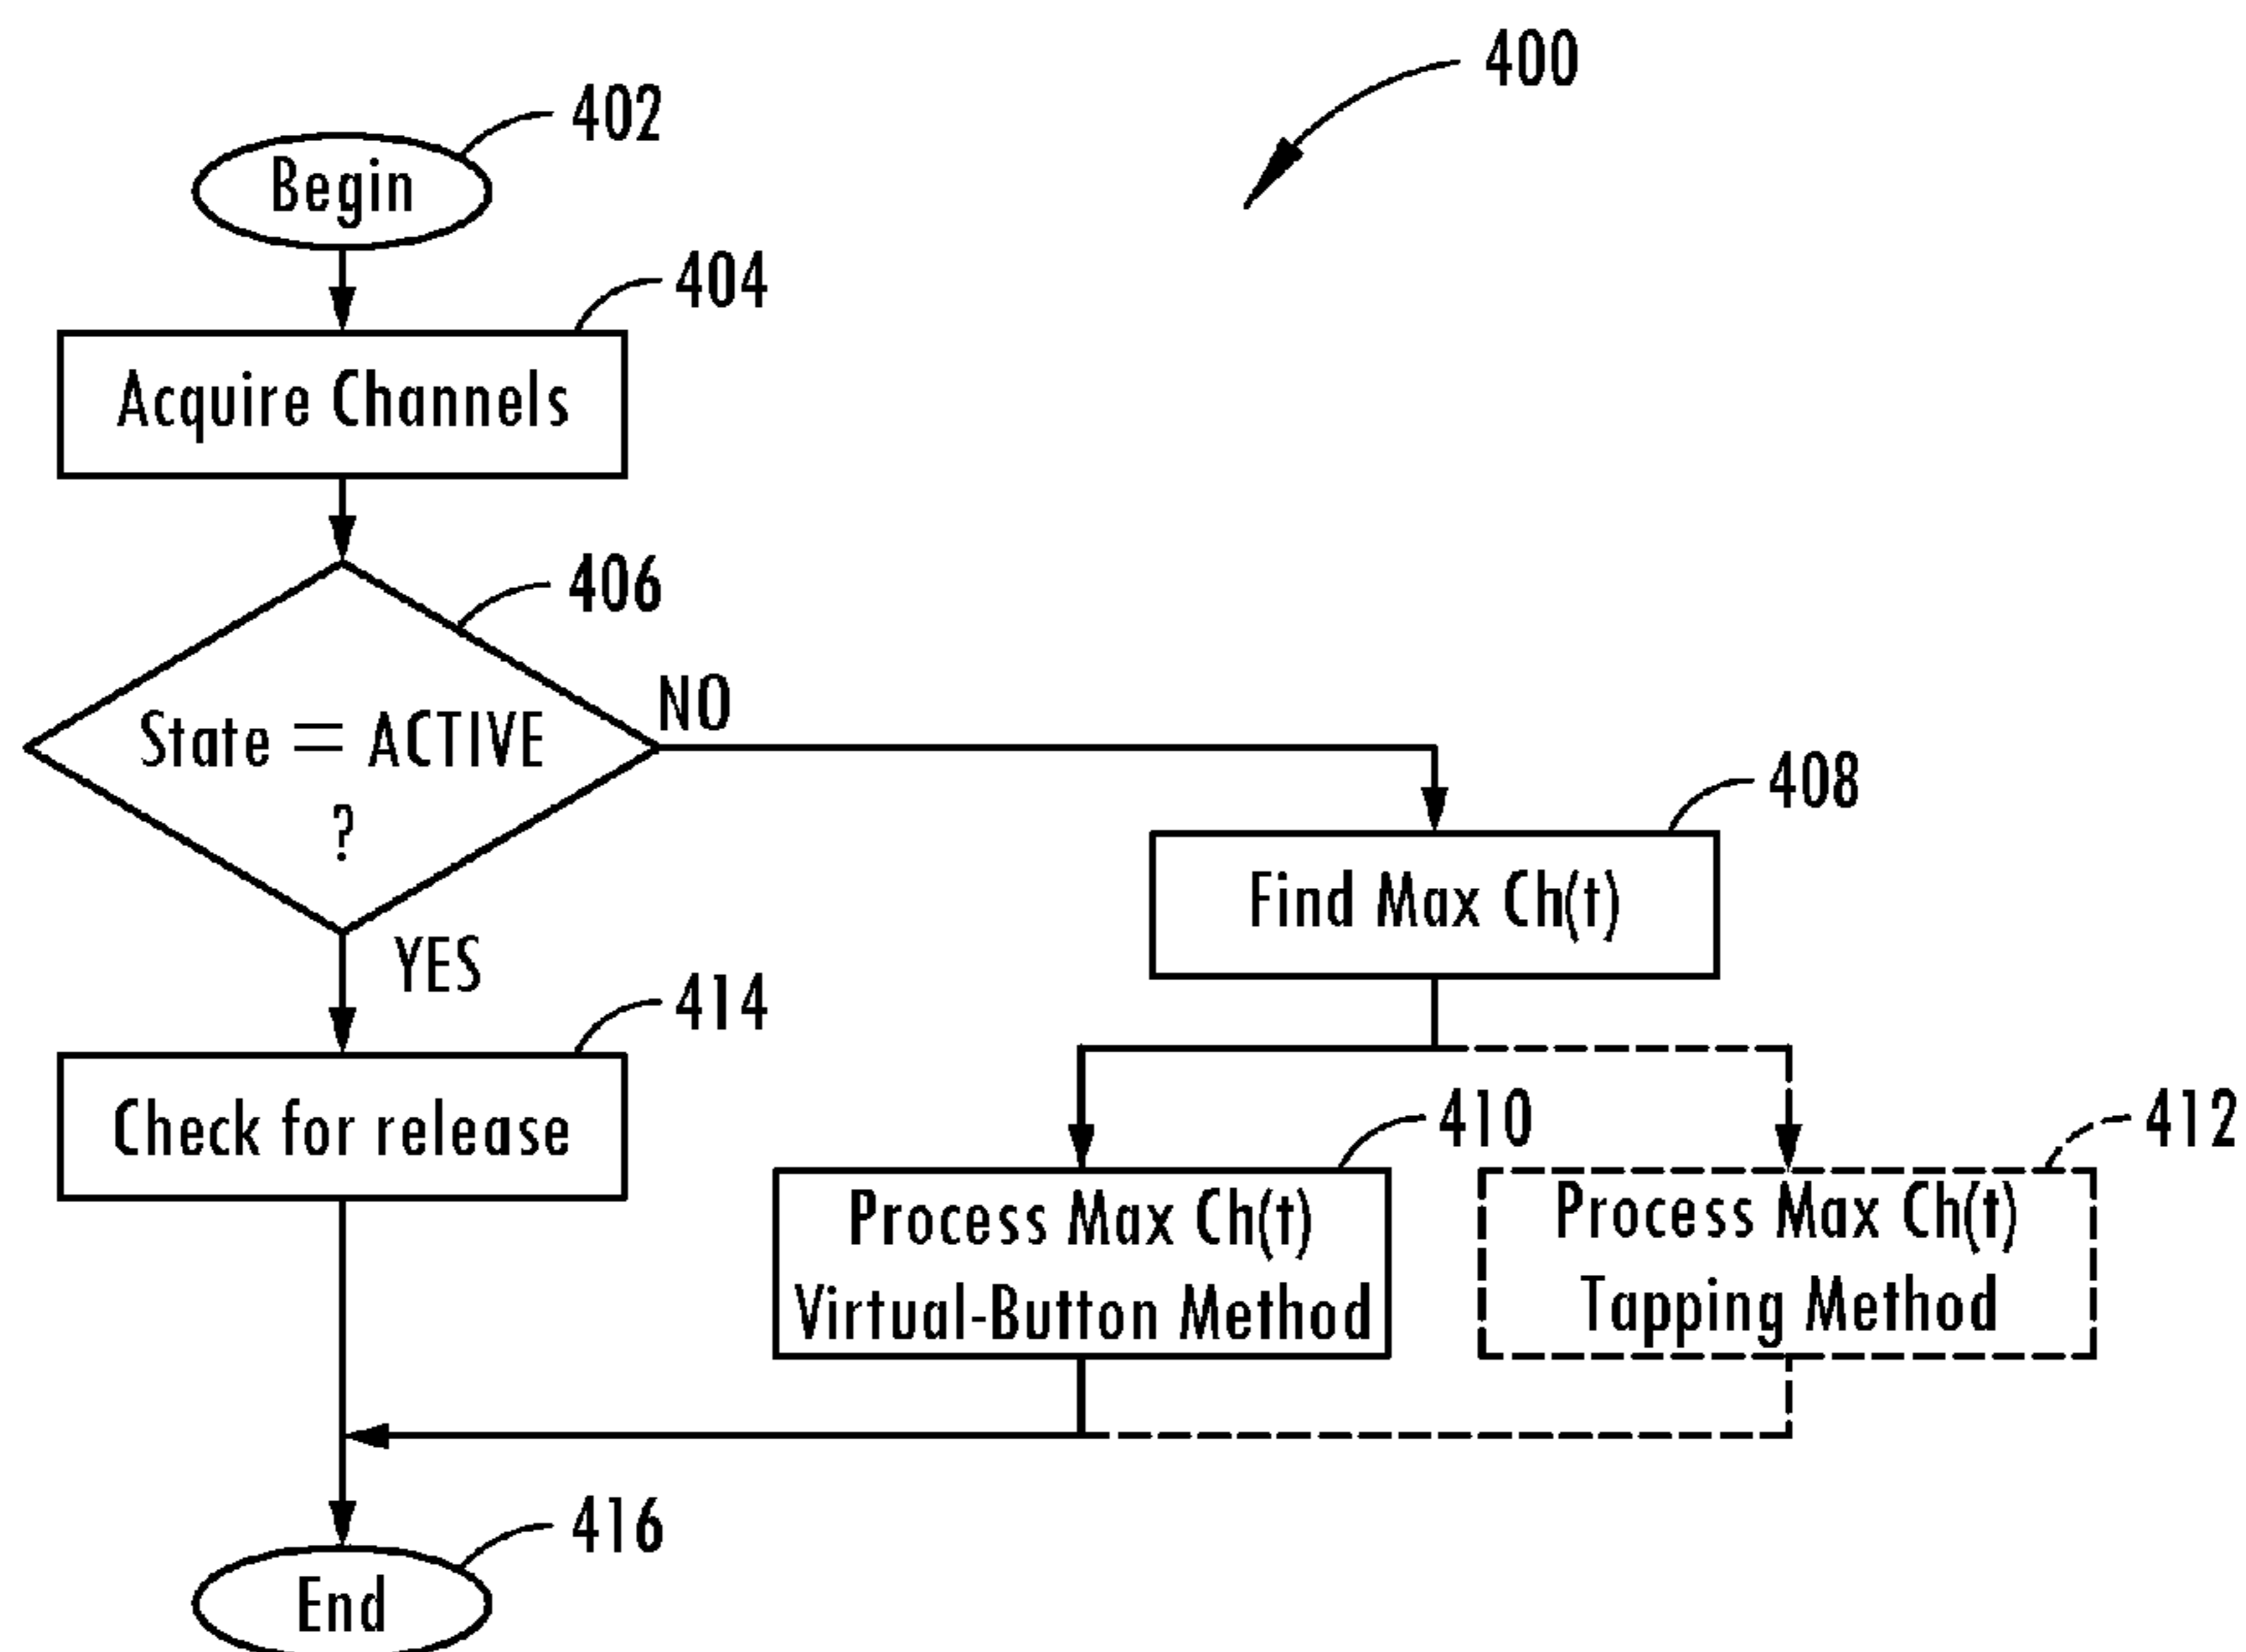 400
402
Begin
404
Acquire Channels
406
State = ACTIVE
?
NO
YES
408
Find Max Ch(t)
414
Check for release
410
Process Max Ch(t)
Virtual-Button Method
412
Process Max Ch(t)
Tapping Method
416
End